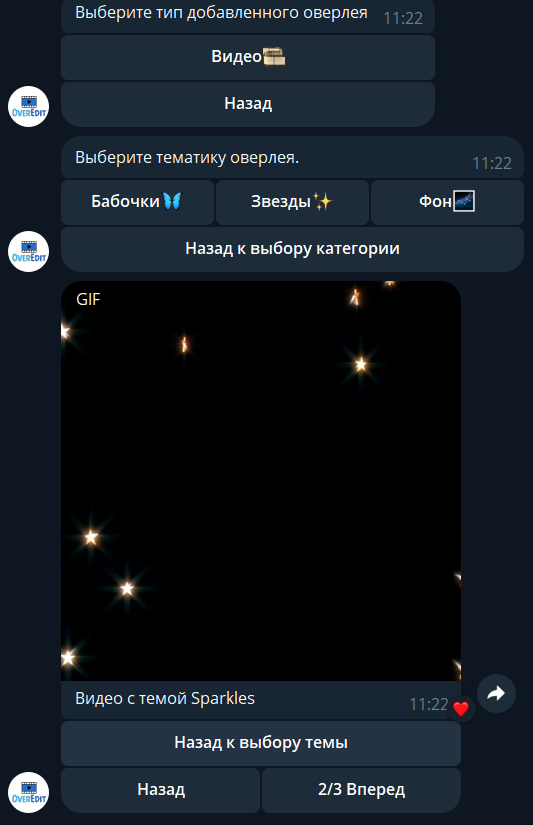 Выберите тип добавленного оверлея 11:22
Видео
Назад
OVEREDIT
Выберите тематику оверлея. 11:22
Бабочки Звезды Фон
Назад к выбору категории
OVEREDIT
GIF
Видео с темой Sparkles 11:22
Назад к выбору темы
Назад 2/3 Вперед
OVEREDIT